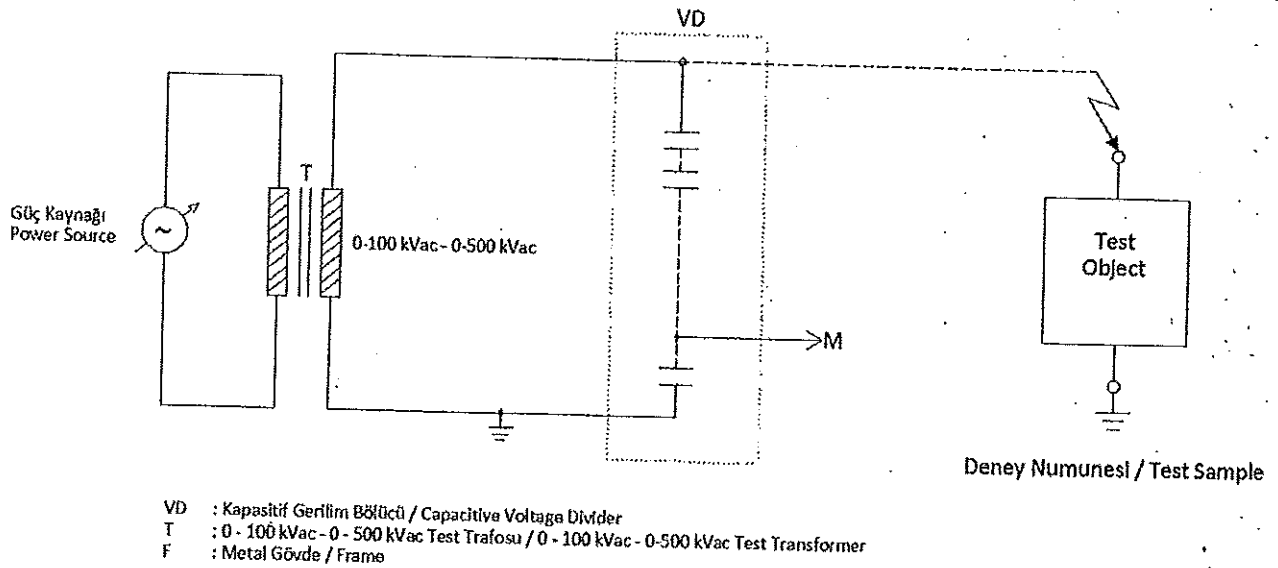 VD
T
Güç Kaynağı
Power Source
~
0-100 kVac - 0-500 kVac
Test
Object
M
Deney Numunesi / Test Sample
VD : Kapasitif Gerilim Bölücü / Capacitive Voltage Divider
T : 0 - 100 kVac - 0 - 500 kVac Test Trafosu / 0 - 100 kVac - 0-500 kVac Test Transformer
F : Metal Gövde / Frame